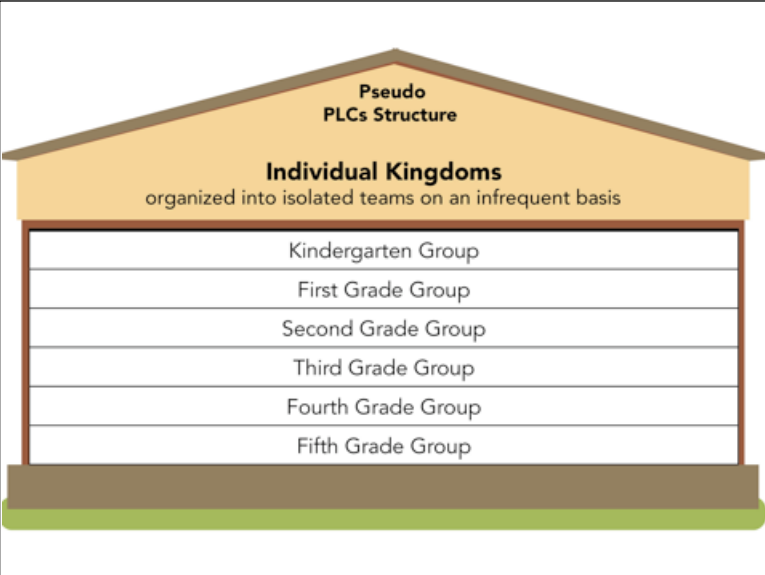 Pseudo
PLCs Structure
Individual Kingdoms
organized into isolated teams on an infrequent basis
Kindergarten Group
First Grade Group
Second Grade Group
Third Grade Group
Fourth Grade Group
Fifth Grade Group